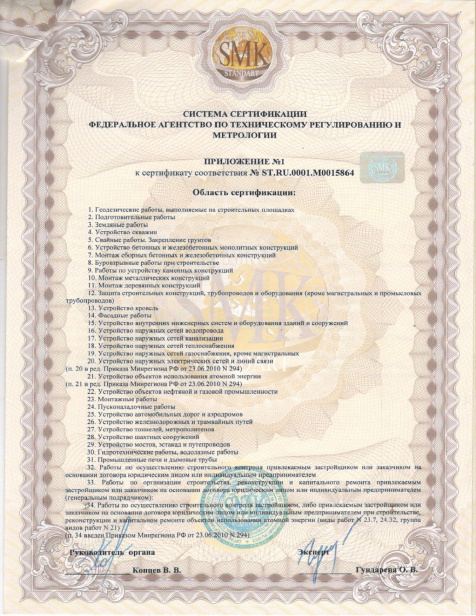 SMK
STANDART
СИСТЕМА СЕРТИФИКАЦИИ
ФЕДЕРАЛЬНОЕ АГЕНТСТВО ПО ТЕХНИЧЕСКОМУ РЕГУЛИРОВАНИЮ И
МЕТРОЛОГИИ
ПРИЛОЖЕНИЕ №1
к сертификату соответствия № ST.RU.0001.M0015864
Область сертификации:
1. Геодезические работы, выполняемые на строительных площадках
2. Подготовительные работы
3. Земляные работы
4. Устройство скважин
5. Свайные работы. Закрепление грунтов
6. Устройство бетонных и железобетонных монолитных конструкций
7. Монтаж сборных бетонных и железобетонных конструкций
8. Буровзрывные работы при строительстве
9. Работы по устройству каменных конструкций
10. Монтаж металлических конструкций
11. Монтаж деревянных конструкций
12. Защита строительных конструкций, трубопроводов и оборудования (кроме магистральных и промысловых
трубопроводов)
13. Устройство кровель
14. Фасадные работы
15. Устройство внутренних инженерных систем и оборудования зданий и сооружений
16. Устройство наружных сетей водопровода
17. Устройство наружных сетей канализации
18. Устройство наружных сетей теплоснабжения
19. Устройство наружных сетей газоснабжения, кроме магистральных
20. Устройство наружных электрических сетей и линий связи
(п. 20 в ред. Приказа Минрегиона РФ от 23.06.2010 N 294)
21. Устройство объектов использования атомной энергии
(п. 21 в ред. Приказа Минрегиона РФ от 23.06.2010 N 294)
22. Устройство объектов нефтяной и газовой промышленности
23. Монтажные работы
24. Пусконаладочные работы
25. Устройство автомобильных дорог и аэродромов
26. Устройство железнодорожных и трамвайных путей
27. Устройство тоннелей, метрополитенов
28. Устройство шахтных сооружений
29. Устройство мостов, эстакад и путепроводов
30. Гидротехнические работы, водолазные работы
31. Промышленные печи и дымовые трубы
32. Работы по осуществлению строительного контроля привлекаемым застройщиком или заказчиком на
основании договора юридическим лицом или индивидуальным предпринимателем
33. Работы по организации строительства, реконструкции и капитального ремонта привлекаемым
застройщиком или заказчиком на основании договора юридическим лицом или индивидуальным предпринимателем
(генеральным подрядчиком):
34. Работы по осуществлению строительного контроля застройщиком, либо привлекаемым застройщиком или
заказчиком на основании договора юридическим лицом или индивидуальным предпринимателем при строительстве,
реконструкции и капитальном ремонте объектов использования атомной энергии (виды работ N 23.7, 24.32, группа
видов работ N 21)
(п. 34 введен Приказом Минрегиона РФ от 23.06.2010 N 294)
Руководитель органа
Эксперт
Концев В. В.
Гундарева О. В.